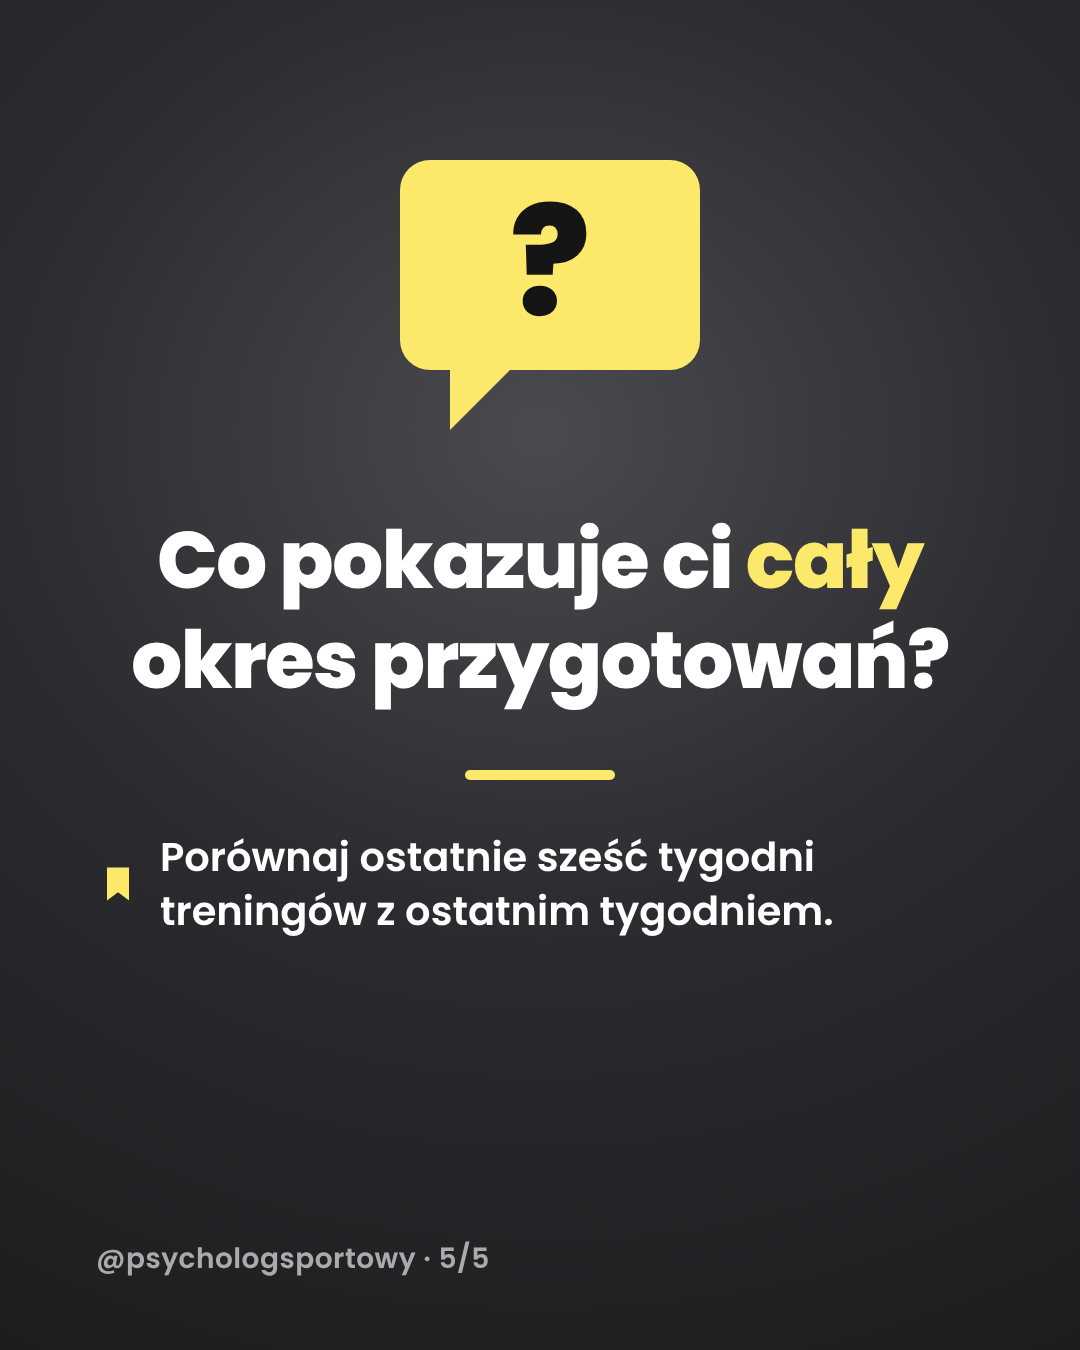 ?
Co pokazuje ci cały
okres przygotowań?
Porównaj ostatnie sześć tygodni
treningów z ostatnim tygodniem.
@psychologsportowy · 5/5